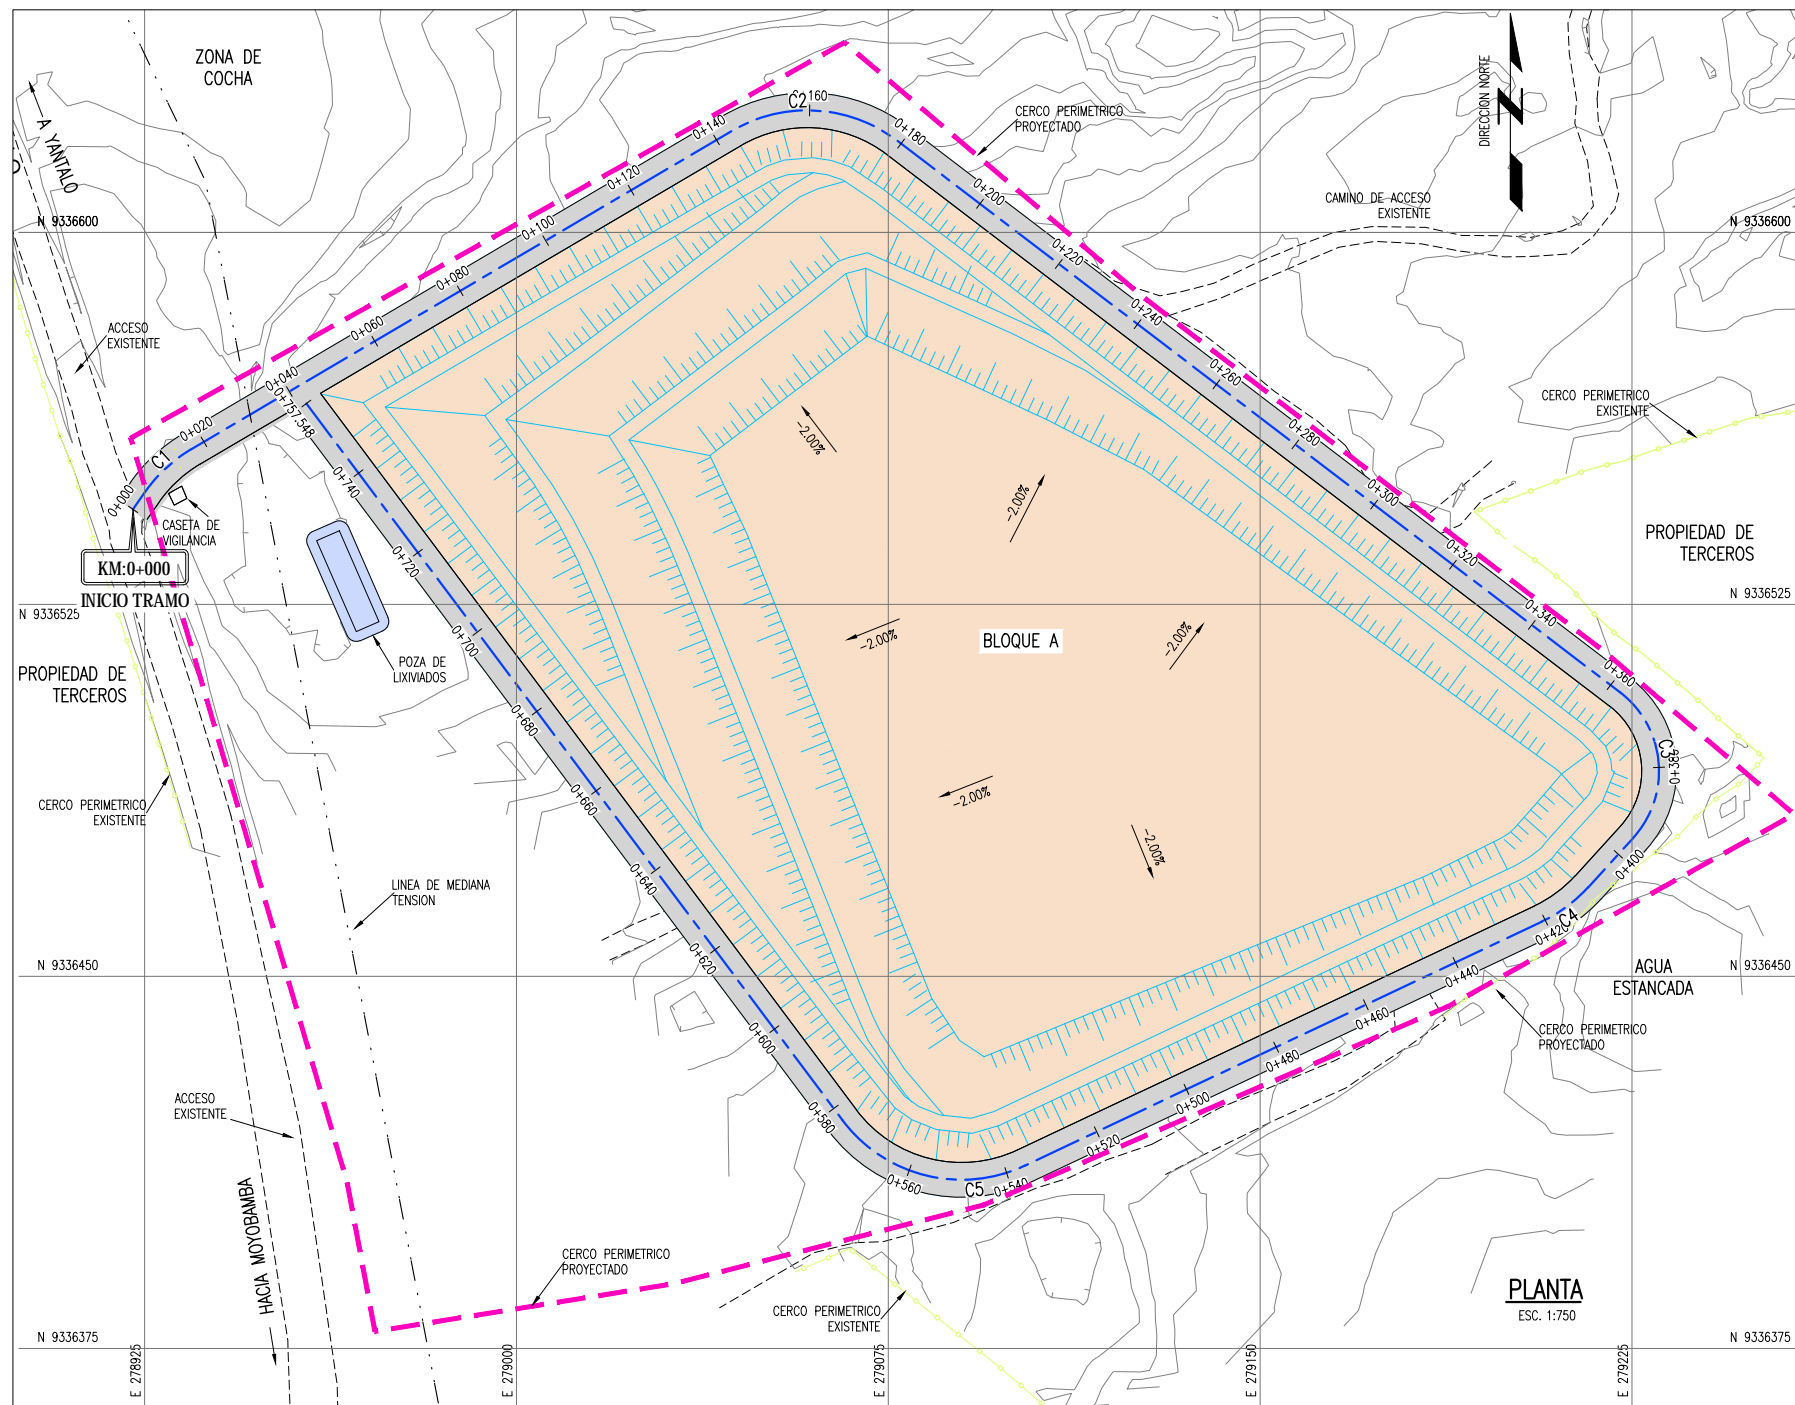 ZONA DE
COCHA
A YANTALO
DIRECCION NORTE
N
CERCO PERIMETRICO
PROYECTADO
CAMINO DE ACCESO
EXISTENTE
N 9336600
N 9336600
ACCESO
EXISTENTE
CERCO PERIMETRICO
EXISTENTE
C1
C2
C3
C4
C5
0+000
0+020
0+040
0+060
0+080
0+100
0+120
0+140
160
0+180
0+200
0+220
0+240
0+260
0+280
0+300
0+320
0+340
0+360
0+400
0+420
0+440
0+460
0+480
0+500
0+520
0+540
0+560
0+580
0+600
0+620
0+640
0+660
0+680
0+700
0+720
0+740
0+757.548
CASETA DE
VIGILANCIA
KM:0+000
INICIO TRAMO
N 9336525
N 9336525
PROPIEDAD DE
TERCEROS
PROPIEDAD DE
TERCEROS
POZA DE
LIXIVIADOS
BLOQUE A
-2.00%
-2.00%
-2.00%
-2.00%
-2.00%
-2.00%
CERCO PERIMETRICO
EXISTENTE
LINEA DE MEDIANA
TENSION
N 9336450
N 9336450
AGUA
ESTANCADA
CERCO PERIMETRICO
PROYECTADO
ACCESO
EXISTENTE
HACIA MOYOBAMBA
CERCO PERIMETRICO
PROYECTADO
CERCO PERIMETRICO
EXISTENTE
PLANTA
ESC. 1:750
N 9336375
N 9336375
E 278925
E 279000
E 279075
E 279150
E 279225